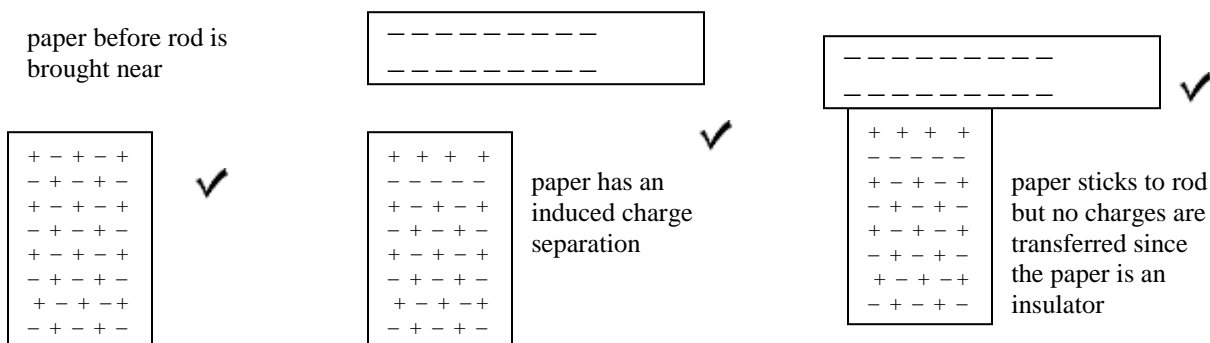 paper before rod is
brought near
+ − + − +
− + − + −
+ − + − +
− + − + −
+ − + − +
− + − + −
+ − + − +
− + − + −
− − − − − − − − −
− − − − − − − − −
+ + + +
− − − − −
+ − + − +
− + − + −
+ − + − +
− + − + −
+ − + − +
− + − + −
paper has an
induced charge
separation
− − − − − − − − −
− − − − − − − − −
+ + + +
− − − − −
+ − + − +
− + − + −
+ − + − +
− + − + −
+ − + − +
− + − + −
paper sticks to rod
but no charges are
transferred since
the paper is an
insulator